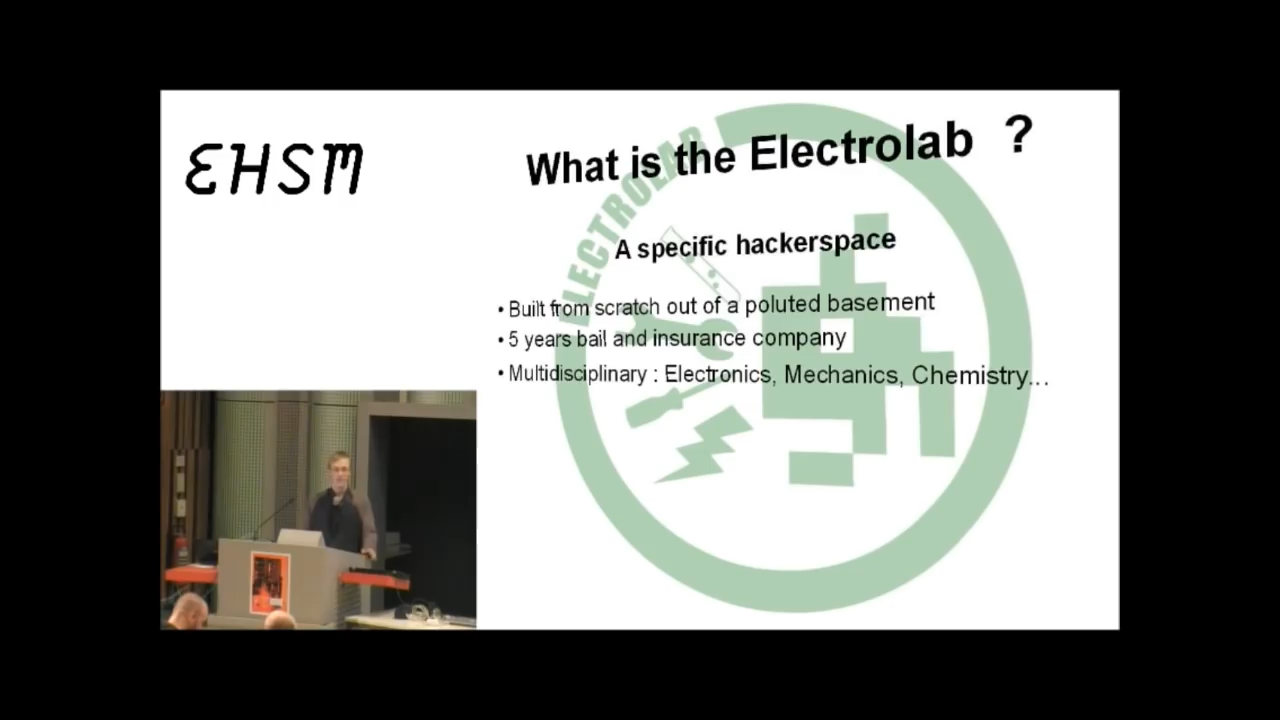 EHSM
What is the Electrolab ?
ELECTROLAB
A specific hackerspace
• Built from scratch out of a poluted basement
• 5 years bail and insurance company
• Multidisciplinary : Electronics, Mechanics, Chemistry...